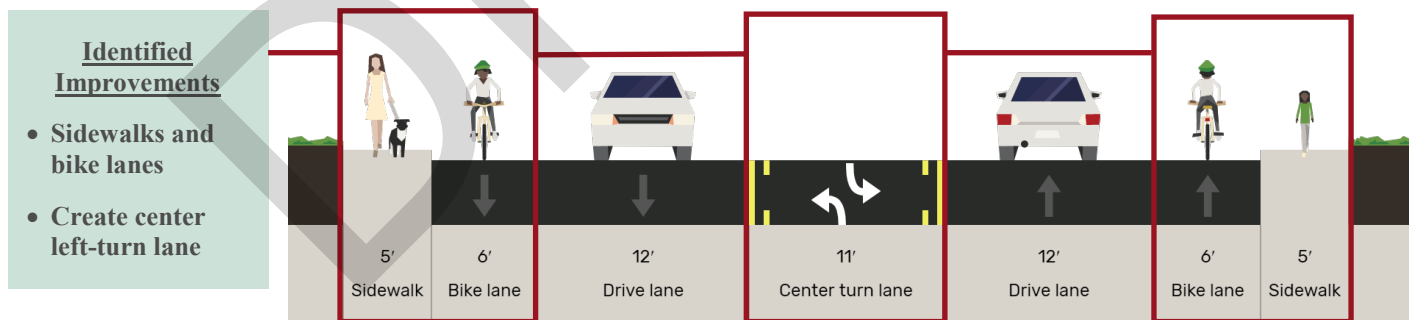 Identified
Improvements
• Sidewalks and
bike lanes
• Create center
left-turn lane
5′ 6′ 12′ 11′ 12′ 6′ 5′
Sidewalk Bike lane Drive lane Center turn lane Drive lane Bike lane Sidewalk